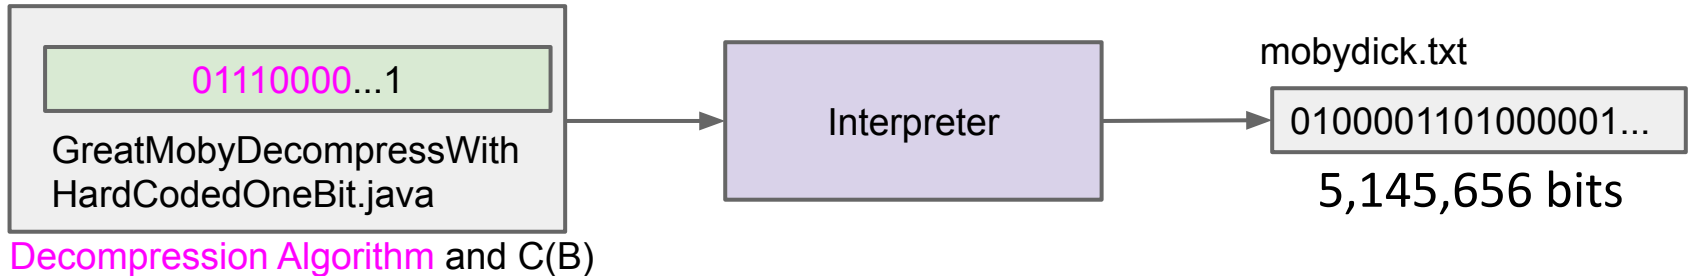 01110000...1
GreatMobyDecompressWith
HardCodedOneBit.java
Decompression Algorithm and C(B)
Interpreter
mobydick.txt
0100001101000001...
5,145,656 bits